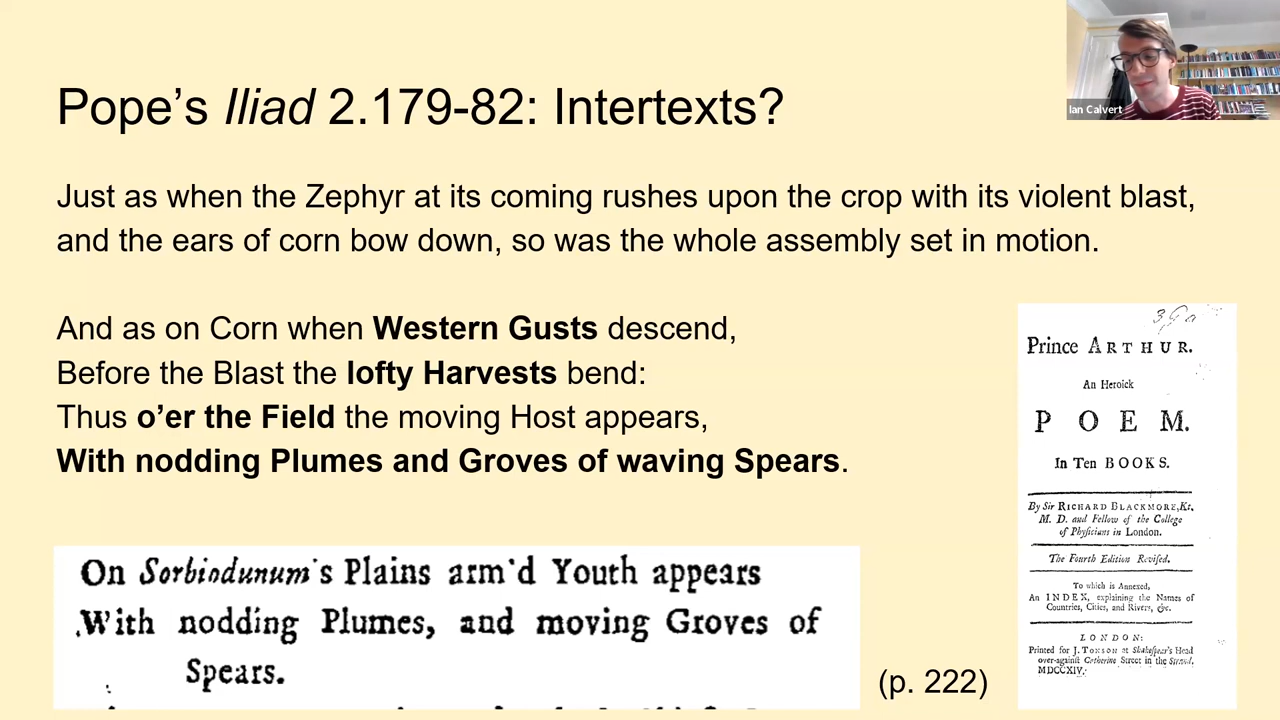 Pope's Iliad 2.179-82: Intertexts?
Ian Calvert
Just as when the Zephyr at its coming rushes upon the crop with its violent blast,
and the ears of corn bow down, so was the whole assembly set in motion.
And as on Corn when Western Gusts descend,
Before the Blast the lofty Harvests bend:
Thus o'er the Field the moving Host appears,
With nodding Plumes and Groves of waving Spears.
On Sorbiodunum's Plains arm'd Youth appears
With nodding Plumes, and moving Groves of
Spears.
(p. 222)
Prince ARTHUR.
An Heroick
POEM.
In Ten BOOKS.
By Sir RICHARD BLACKMORE, Kt.
M. D. and Fellow of the College
of Physicians in London.
The Fourth Edition Revised.
To which is Annexed,
An INDEX, explaining the Names of
Countries, Cities, and Rivers, &c.
LONDON:
Printed for J. TONSON at Shakespear's Head
over-against Catherine Street in the Strand.
MDCCXIV.